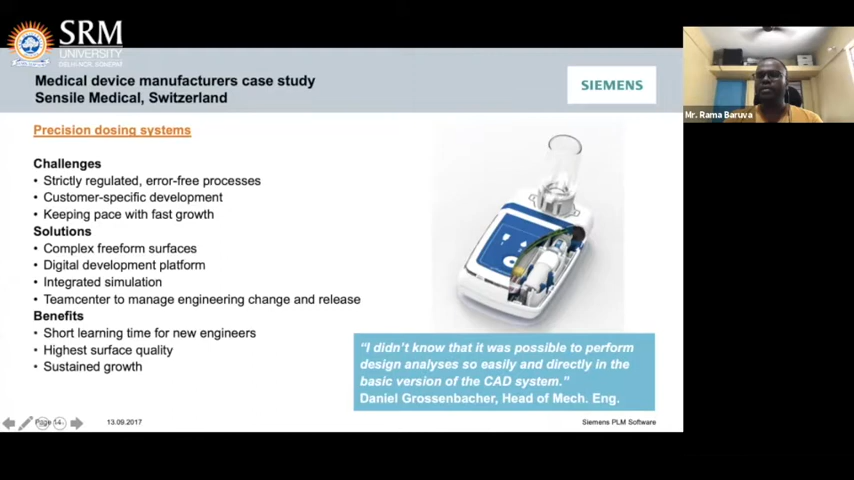 SRM
UNIVERSITY
DELHI-NCR, SONEPAT
Medical device manufacturers case study
Sensile Medical, Switzerland
SIEMENS
Mr. Rama Baruva
Precision dosing systems
Challenges
• Strictly regulated, error-free processes
• Customer-specific development
• Keeping pace with fast growth
Solutions
• Complex freeform surfaces
• Digital development platform
• Integrated simulation
• Teamcenter to manage engineering change and release
Benefits
• Short learning time for new engineers
• Highest surface quality
• Sustained growth
“I didn’t know that it was possible to perform
design analyses so easily and directly in the
basic version of the CAD system.”
Daniel Grossenbacher, Head of Mech. Eng.
Page 14
13.09.2017
Siemens PLM Software